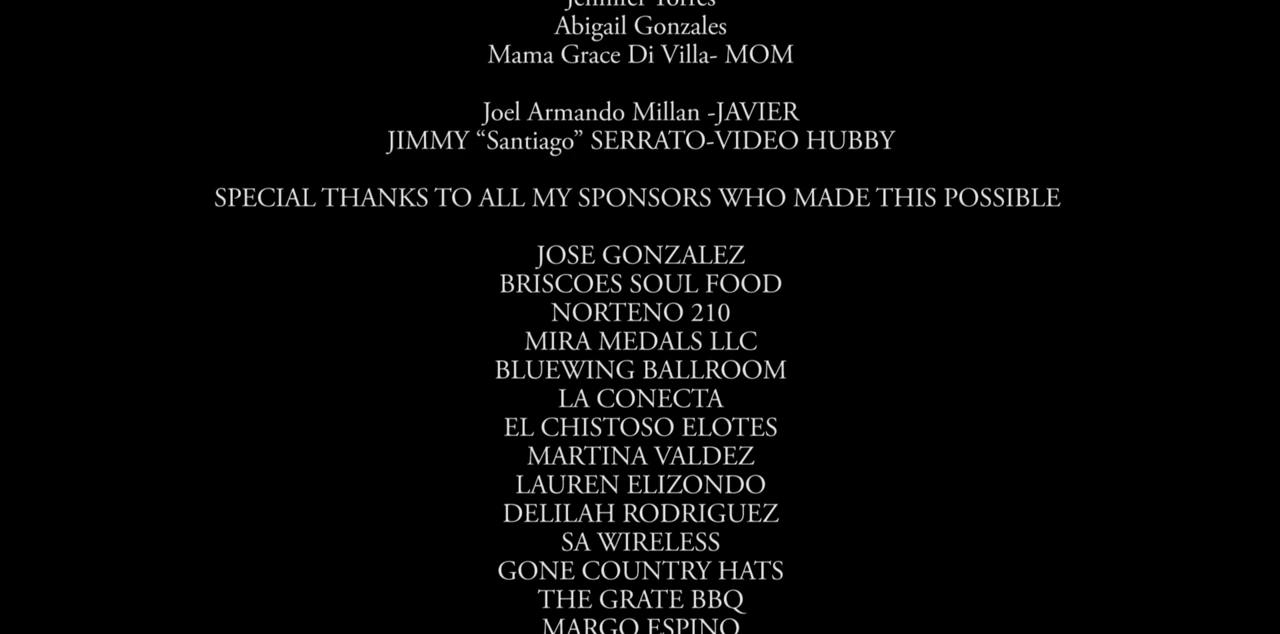 Jennifer Torres
Abigail Gonzales
Mama Grace Di Villa- MOM
Joel Armando Millan -JAVIER
JIMMY “Santiago” SERRATO-VIDEO HUBBY
SPECIAL THANKS TO ALL MY SPONSORS WHO MADE THIS POSSIBLE
JOSE GONZALEZ
BRISCOES SOUL FOOD
NORTENO 210
MIRA MEDALS LLC
BLUEWING BALLROOM
LA CONECTA
EL CHISTOSO ELOTES
MARTINA VALDEZ
LAUREN ELIZONDO
DELILAH RODRIGUEZ
SA WIRELESS
GONE COUNTRY HATS
THE GRATE BBQ
MARGO ESPINO